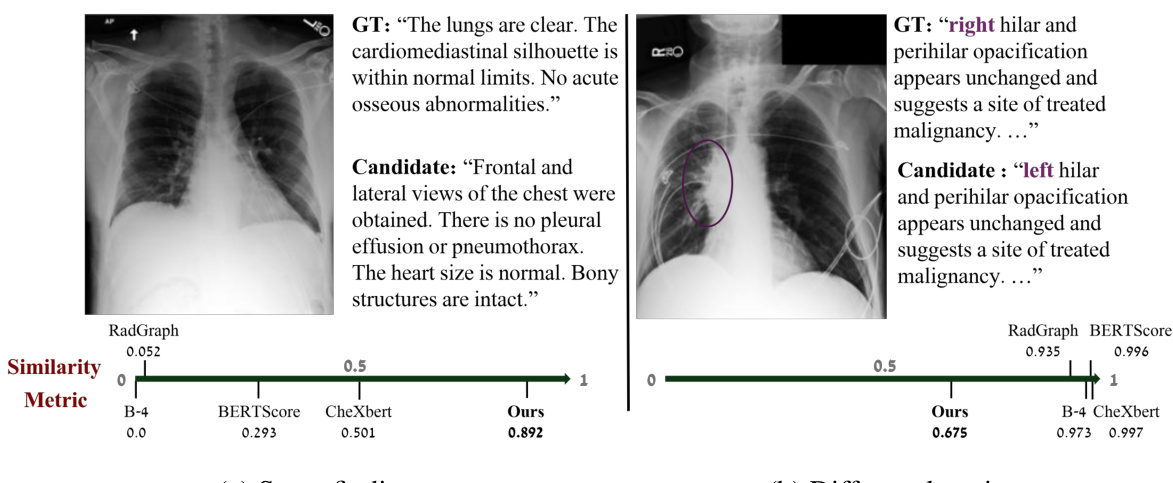 AP
GT: “The lungs are clear. The
cardiomediastinal silhouette is
within normal limits. No acute
osseous abnormalities.”
Candidate: “Frontal and
lateral views of the chest were
obtained. There is no pleural
effusion or pneumothorax.
The heart size is normal. Bony
structures are intact.”
RadGraph
0.052
Similarity
Metric
0
0.5
1
B-4
0.0
BERTScore
0.293
CheXbert
0.501
Ours
0.892
R
GT: “right hilar and
perihilar opacification
appears unchanged and
suggests a site of treated
malignancy. …”
Candidate : “left hilar
and perihilar opacification
appears unchanged and
suggests a site of treated
malignancy. …”
RadGraph
0.935
BERTScore
0.996
0
0.5
1
Ours
0.675
B-4
0.973
CheXbert
0.997